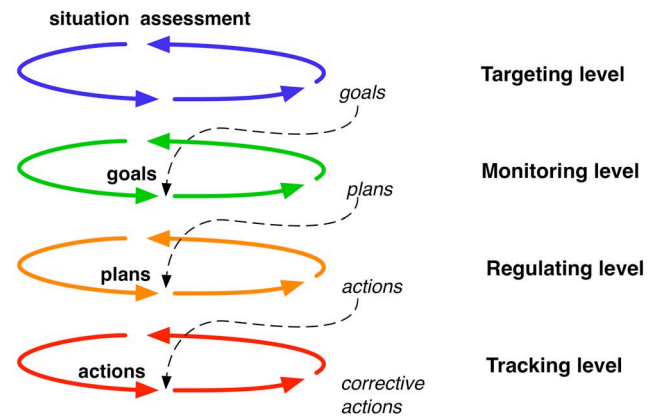 situation assessment
Targeting level
goals
goals
Monitoring level
plans
plans
Regulating level
actions
actions
Tracking level
corrective
actions